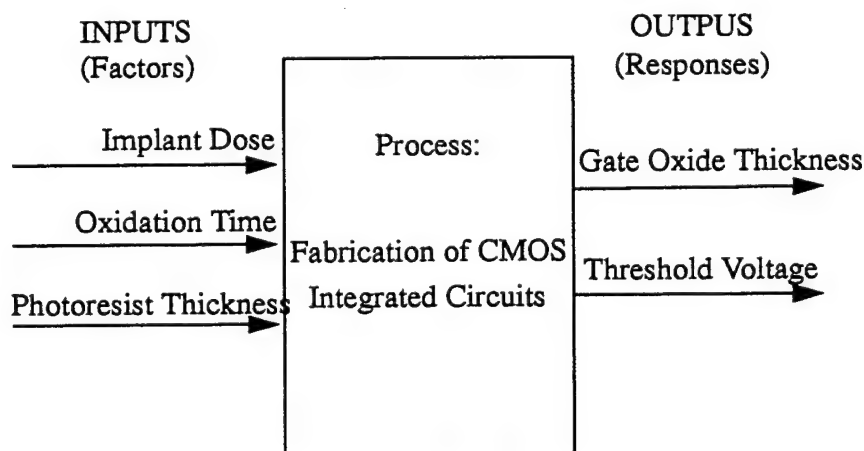 INPUTS
(Factors)
Implant Dose
Oxidation Time
Photoresist Thickness
Process:
Fabrication of CMOS
Integrated Circuits
OUTPUS
(Responses)
Gate Oxide Thickness
Threshold Voltage